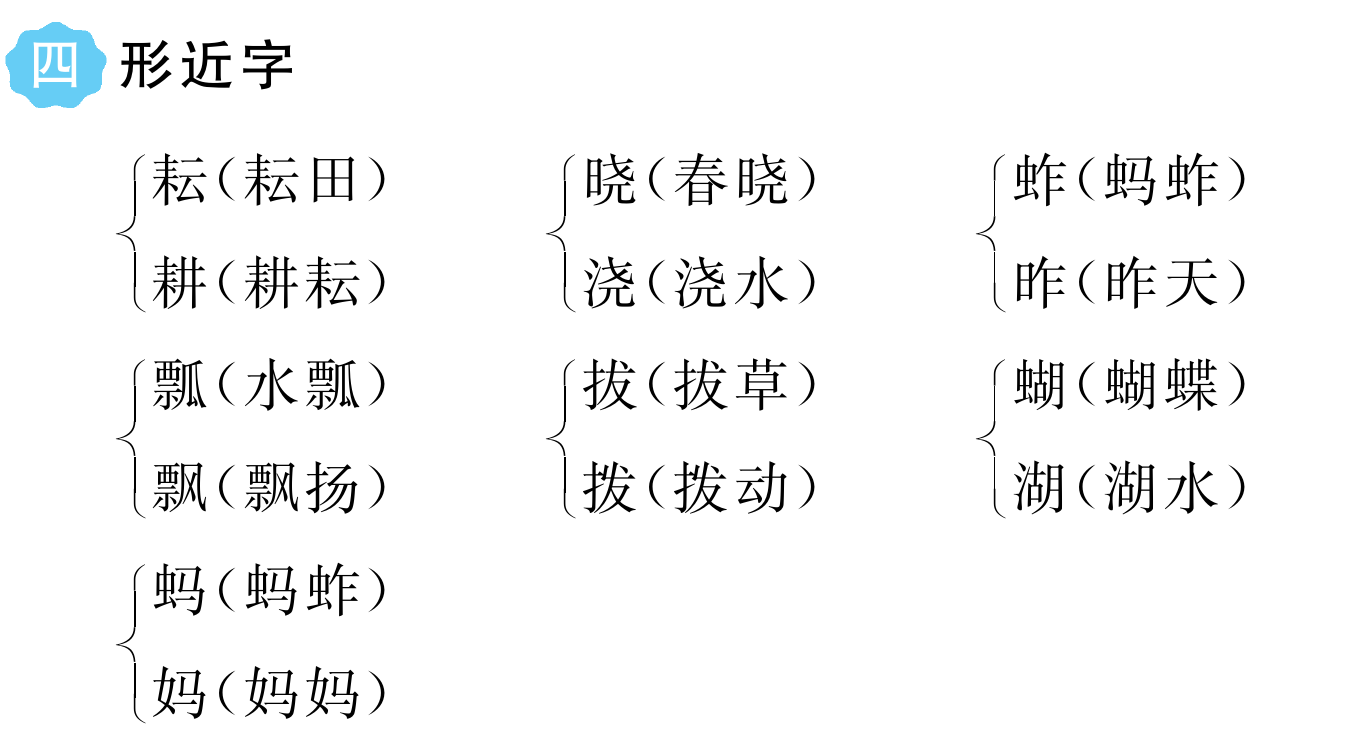 四 形近字
耘(耘田) 晓(春晓) 蚱(蚂蚱)
耕(耕耘) 浇(浇水) 昨(昨天)
瓢(水瓢) 拔(拔草) 蝴(蝴蝶)
飘(飘扬) 拨(拨动) 湖(湖水)
蚂(蚂蚱)
妈(妈妈)